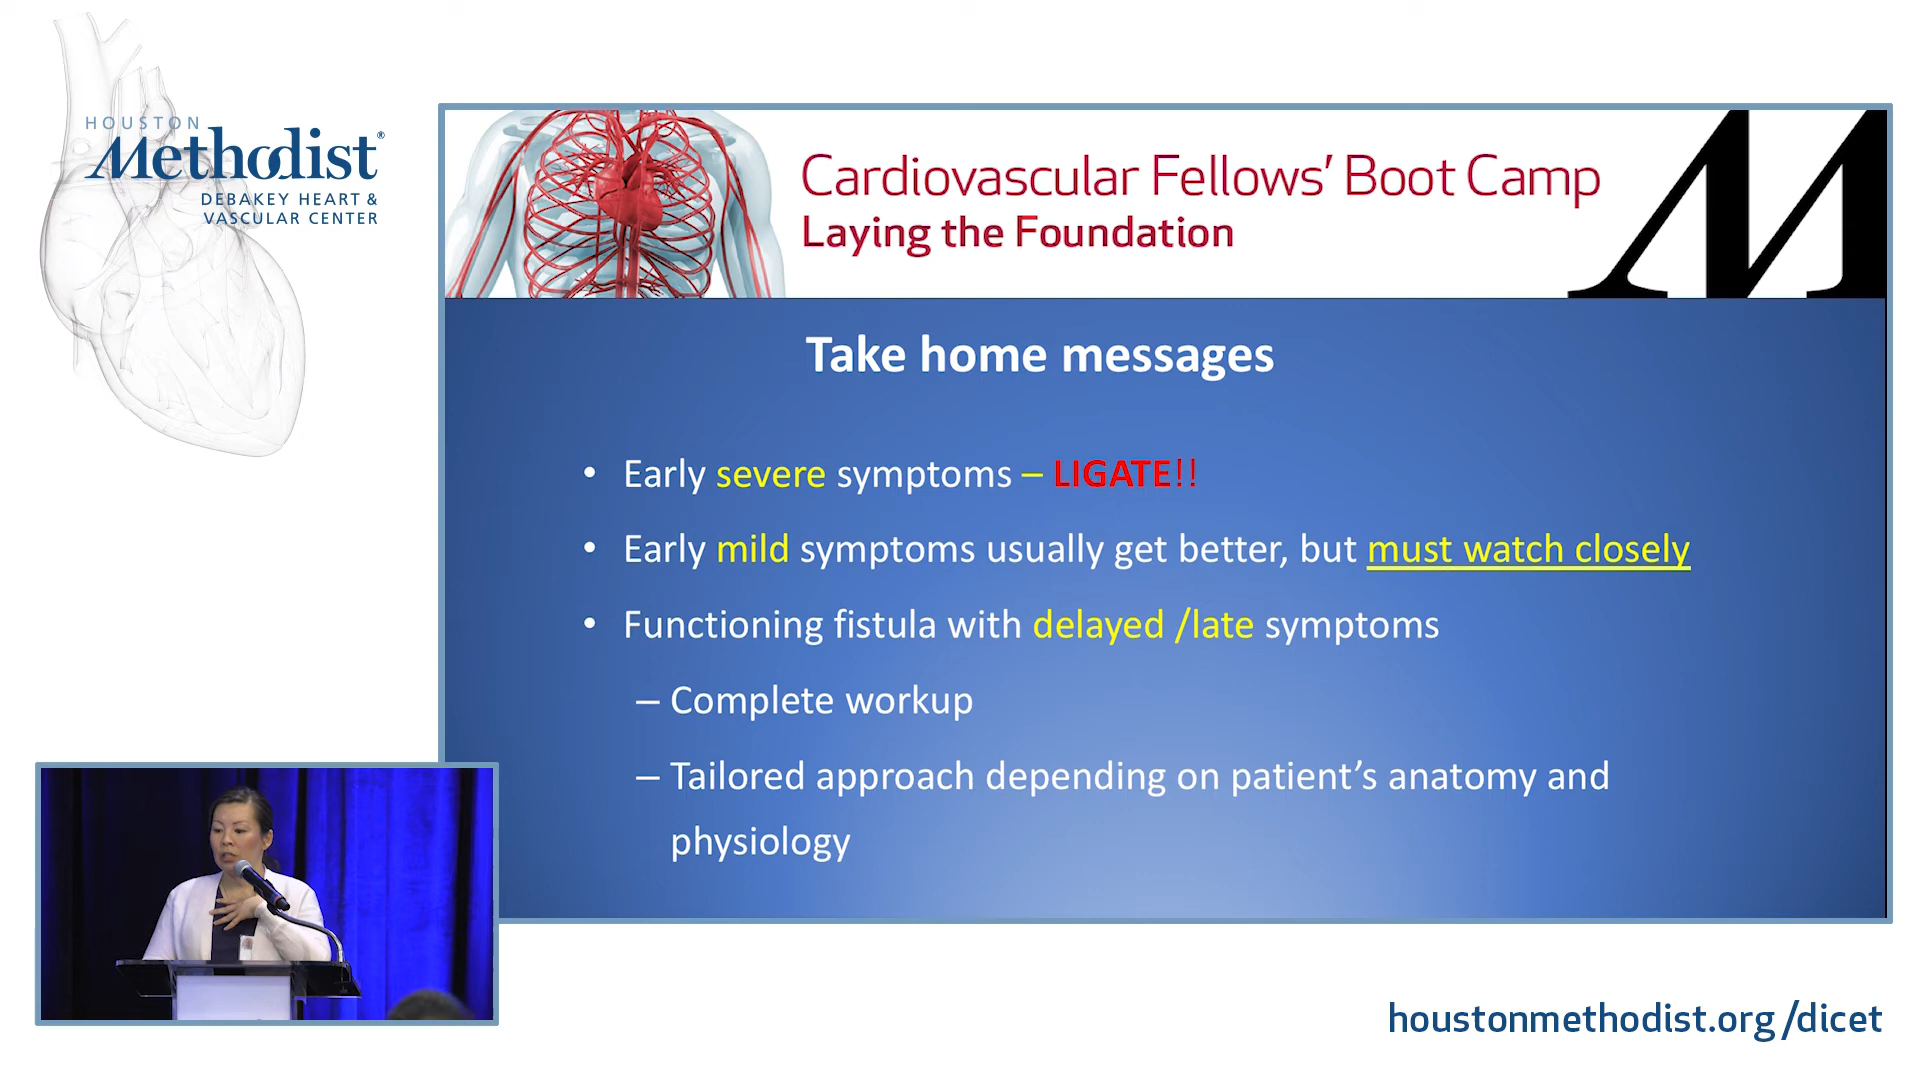 HOUSTON
Methodist®
DEBAKEY HEART &
VASCULAR CENTER
Cardiovascular Fellows' Boot Camp
Laying the Foundation
M
Take home messages
• Early severe symptoms – LIGATE!!
• Early mild symptoms usually get better, but must watch closely
• Functioning fistula with delayed /late symptoms
– Complete workup
– Tailored approach depending on patient's anatomy and
physiology
houstonmethodist.org/dicet